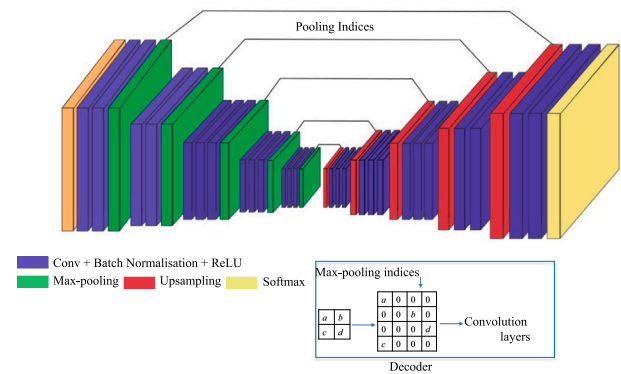 Pooling Indices
Conv + Batch Normalisation + ReLU
Max-pooling Upsampling Softmax
Max-pooling indices
a b
c d
a 0 0 0
0 0 b 0
0 0 0 d
c 0 0 0
Convolution
layers
Decoder